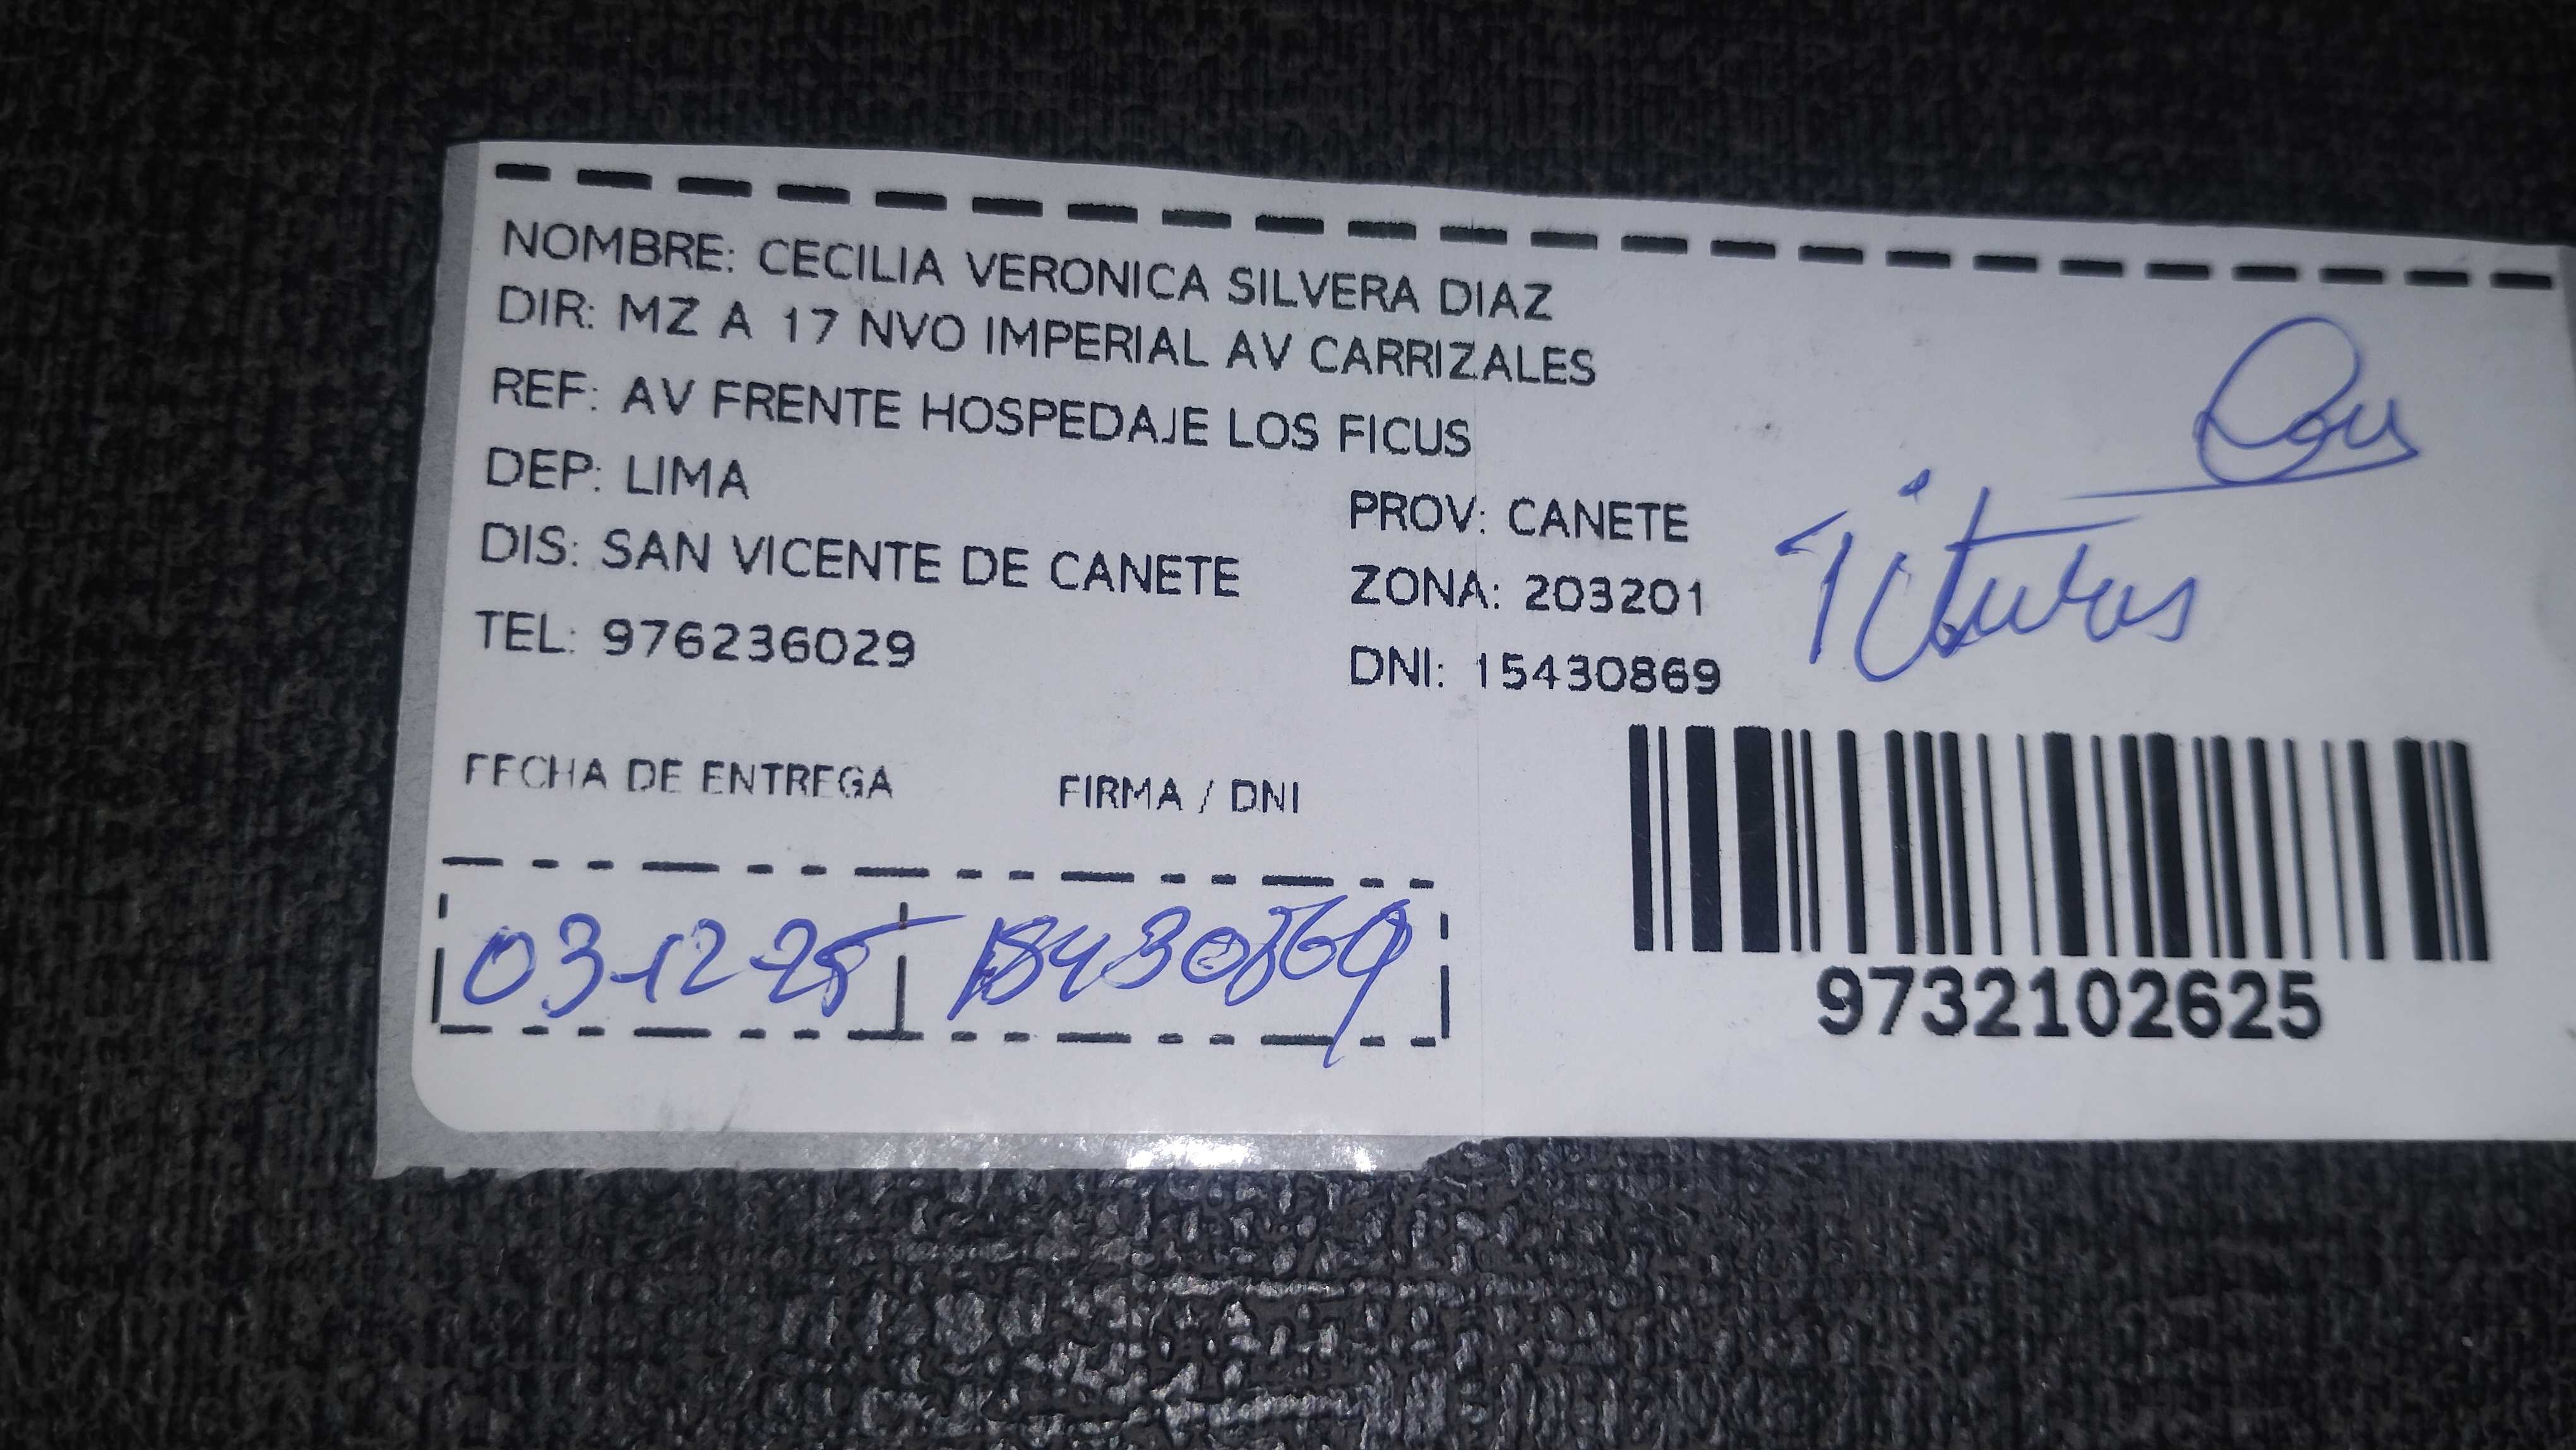 NOMBRE: CECILIA VERONICA SILVERA DIAZ
DIR: MZ A 17 NVO IMPERIAL AV CARRIZALES
REF: AV FRENTE HOSPEDAJE LOS FICUS
DEP: LIMA
PROV: CANETE
DIS: SAN VICENTE DE CANETE
ZONA: 203201
TEL: 976236029
DNI: 15430869
FECHA DE ENTREGA
FIRMA / DNI
03-12-25
15430869
9732102625